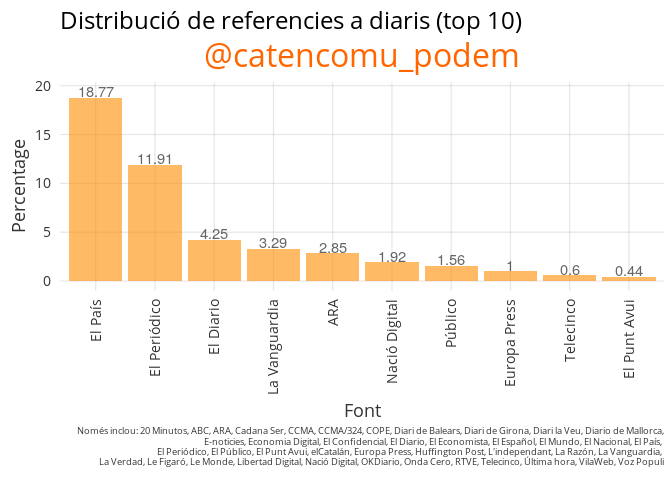 Distribució de referencies a diaris (top 10)
@catencomu_podem
Percentage
20
15
10
5
0
18.77
11.91
4.25
3.29
2.85
1.92
1.56
1
0.6
0.44
El País
El Periódico
El Diario
La Vanguardia
ARA
Nació Digital
Público
Europa Press
Telecinco
El Punt Avui
Font
Només inclou: 20 Minutos, ABC, ARA, Cadana Ser, CCMA, CCMA/324, COPE, Diari de Balears, Diari de Girona, Diari la Veu, Diario de Mallorca,
E-noticies, Economia Digital, El Confidencial, El Diario, El Economista, El Español, El Mundo, El Nacional, El País,
El Periódico, El Público, El Punt Avui, elCatalán, Europa Press, Huffington Post, L'independant, La Razón, La Vanguardia,
La Verdad, Le Figaró, Le Monde, Libertad Digital, Nació Digital, OKDiario, Onda Cero, RTVE, Telecinco, Última hora, VilaWeb, Voz Populi